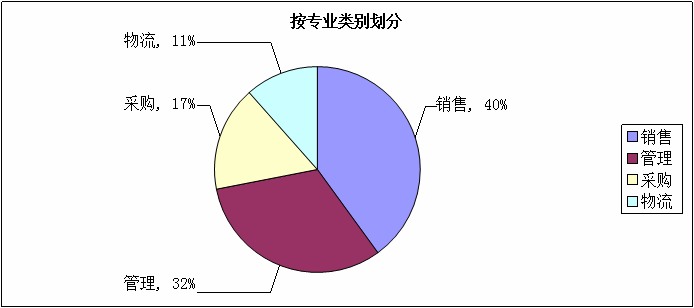 按专业类别划分
物流, 11%
采购, 17%
销售, 40%
管理, 32%
销售
管理
采购
物流